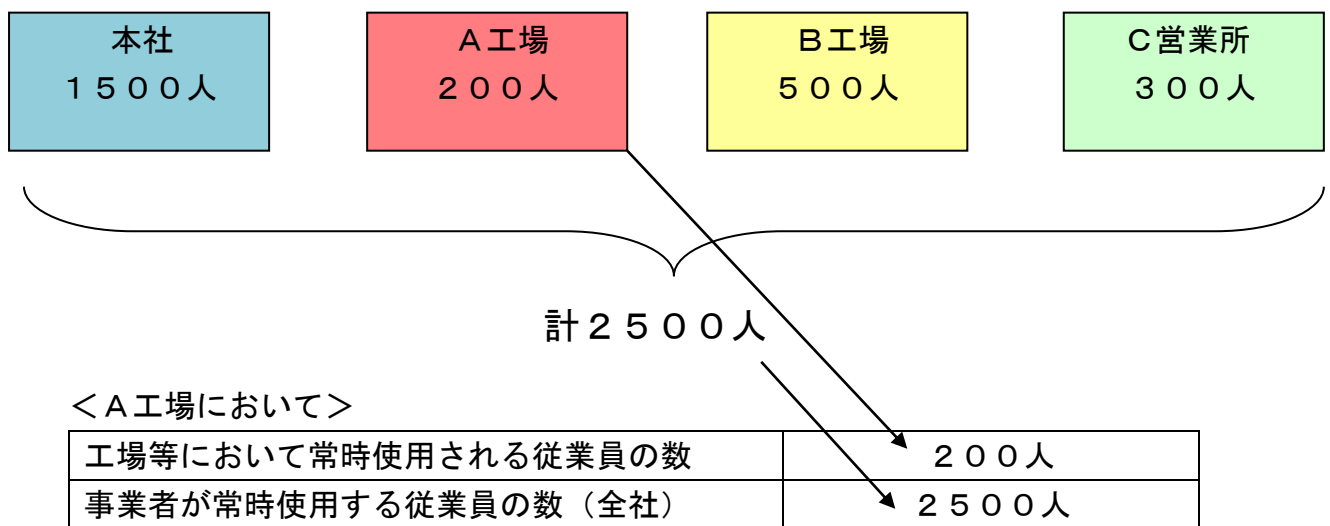 本社
１５００人
Ａ工場
２００人
Ｂ工場
５００人
Ｃ営業所
３００人
計２５００人
＜Ａ工場において＞
工場等において常時使用される従業員の数 ２００人
事業者が常時使用する従業員の数（全社） ２５００人